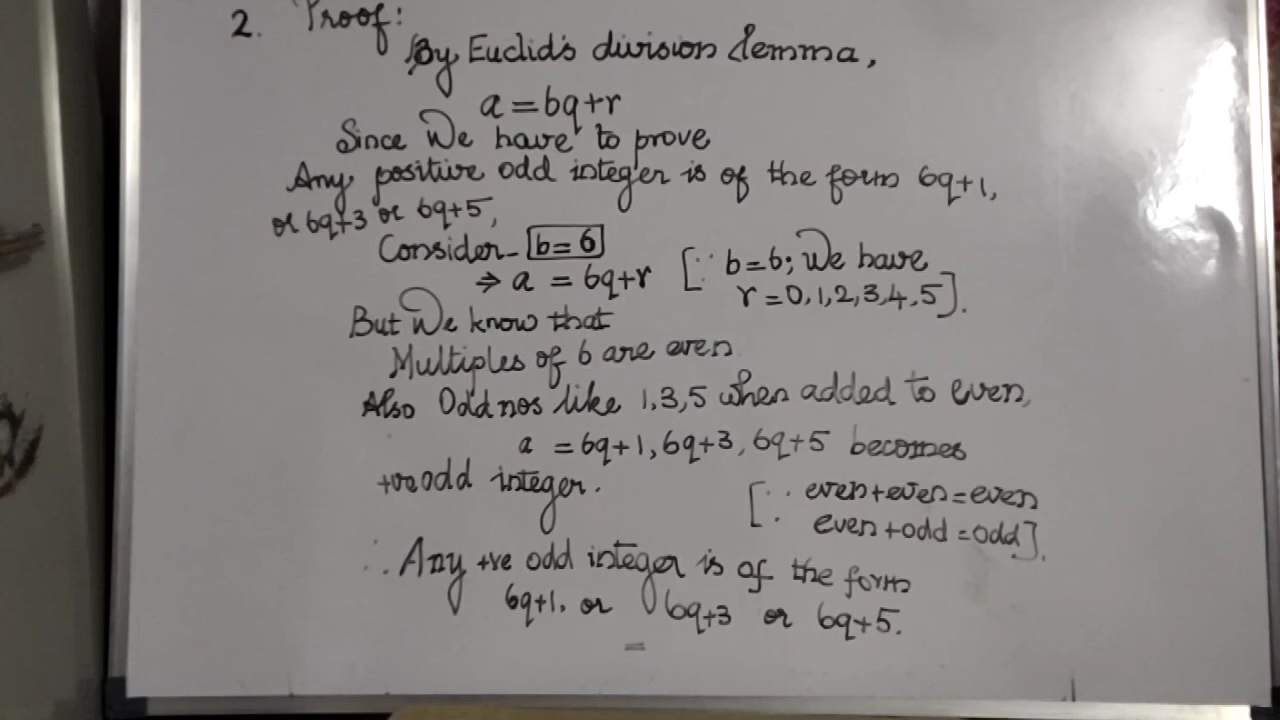 2. Proof:
By Euclid's division lemma,
a = bq+r
Since We have to prove
Any positive odd integer is of the form 6q+1,
or 6q+3 or 6q+5,
Consider- b=6
⇒ a = 6q+r [∵ b=6; We have
r = 0,1,2,3,4,5].
But We know that
Multiples of 6 are even
Also Odd nos like 1,3,5 when added to even,
a = 6q+1, 6q+3, 6q+5 becomes
+ve odd integer. [∵ even+even=even
even+odd=odd].
∴ Any +ve odd integer is of the form
6q+1, or 6q+3 or 6q+5.